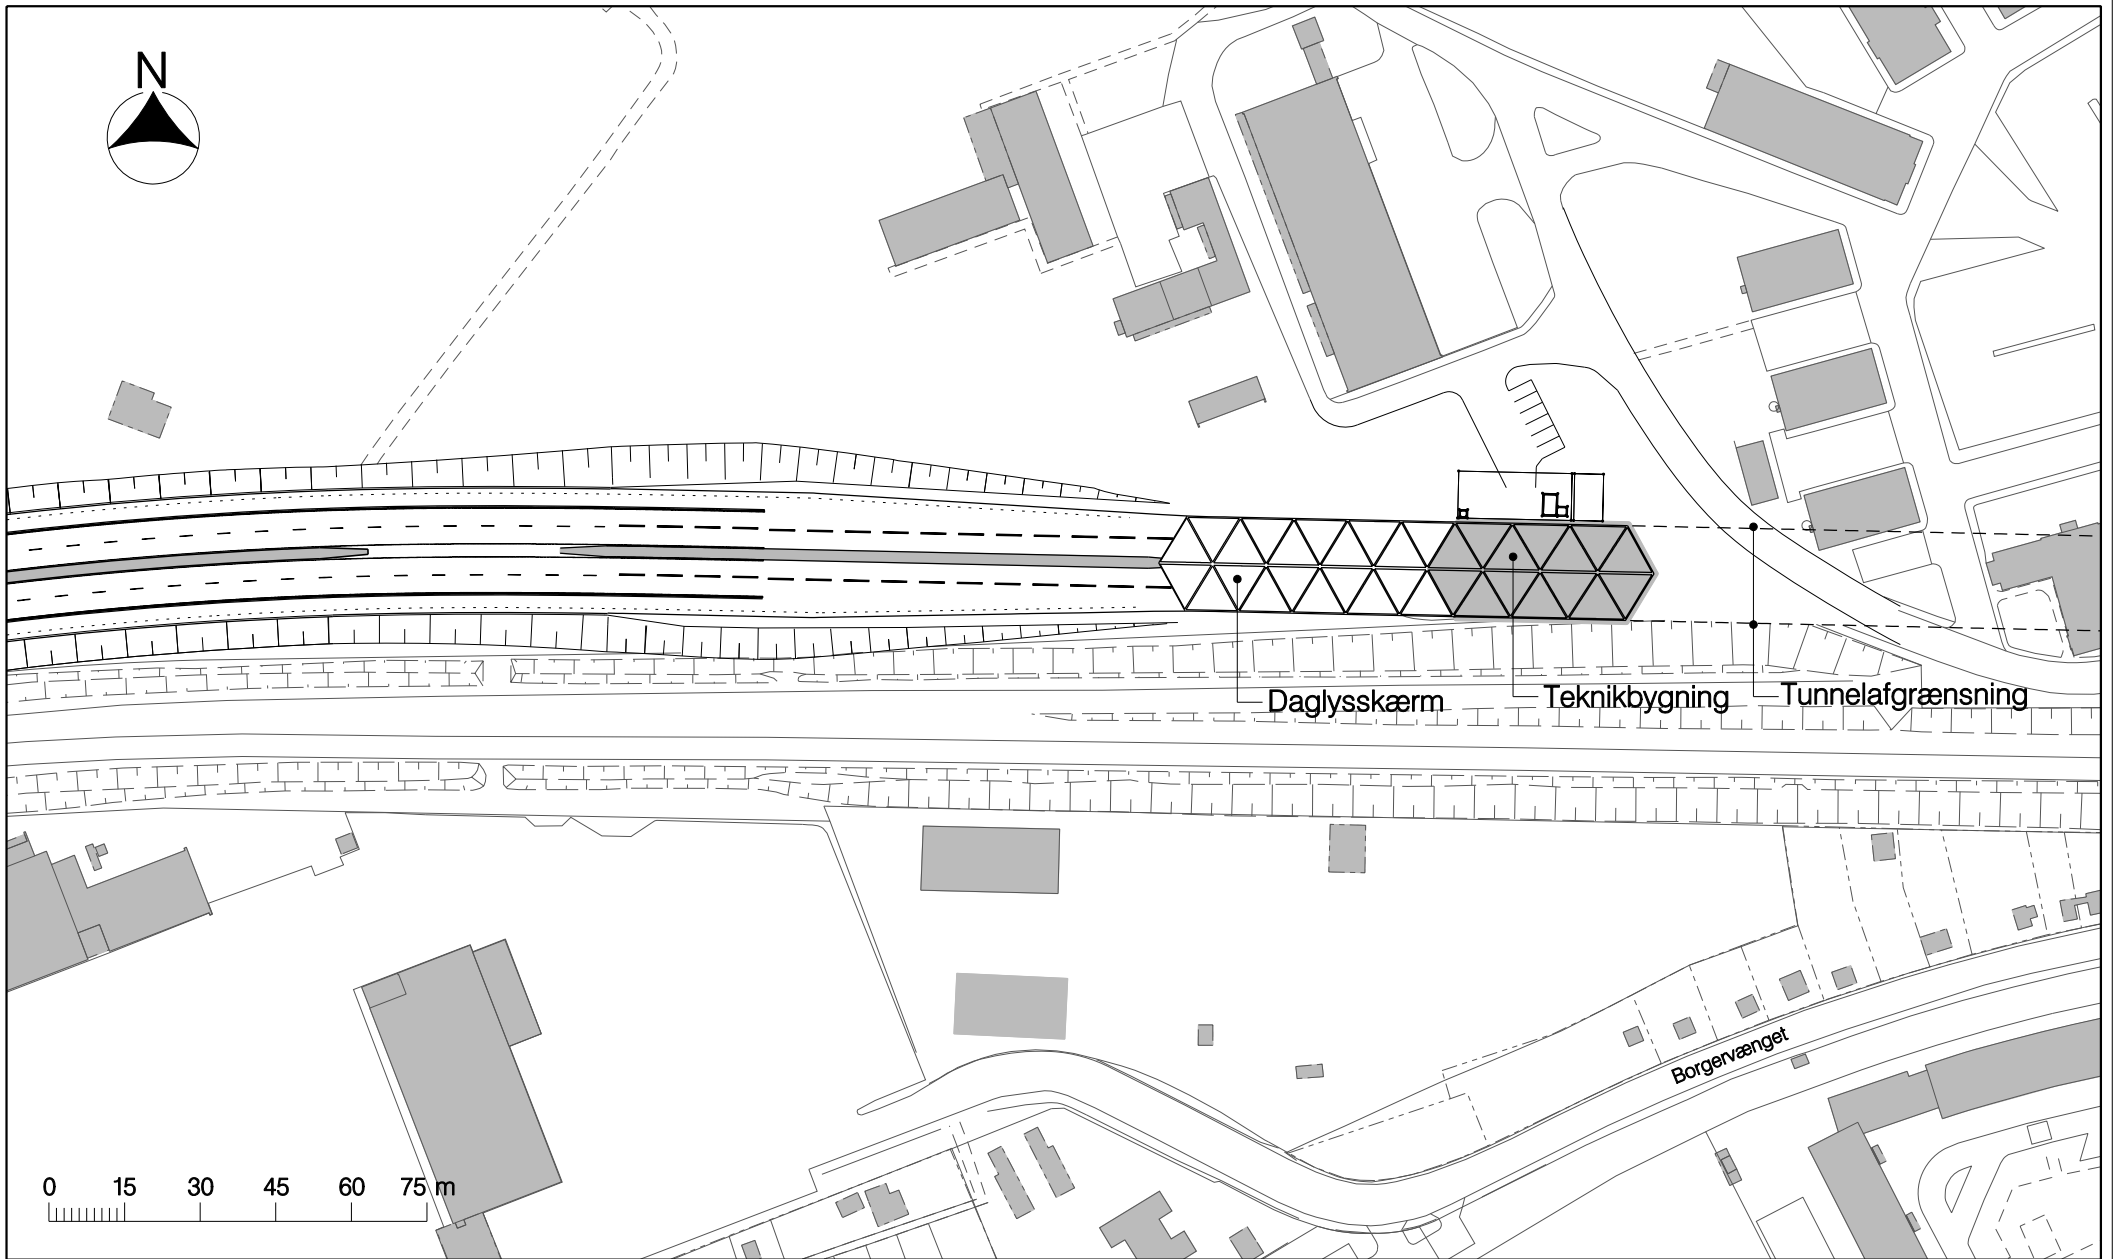 N
Daglysskærm
Teknikbygning
Tunnelafgrænsning
Borgervænget
0 15 30 45 60 75 m